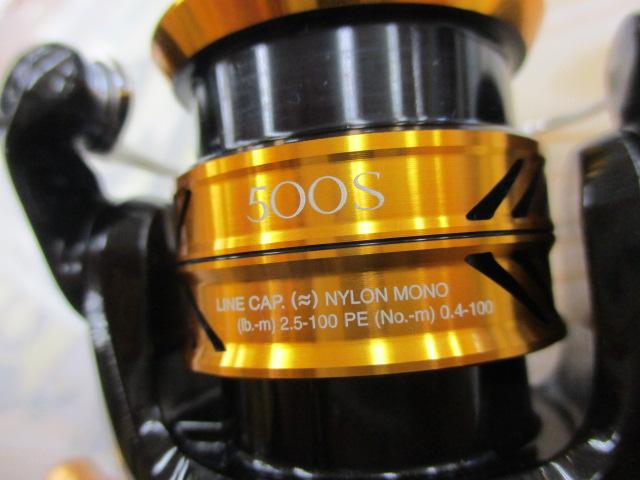 500S
LINE CAP. (≈) NYLON MONO
(lb.-m) 2.5-100 PE (No.-m) 0.4-100